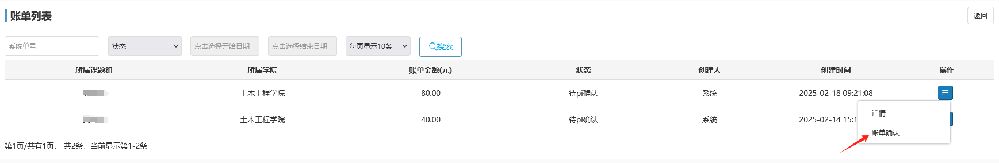 账单列表 返回
系统单号 状态 点击选择开始日期 点击选择结束日期 每页显示10条 搜索
所属课题组 所属学院 账单金额(元) 状态 创建人 创建时间 操作
土木工程学院 80.00 待pi确认 系统 2025-02-18 09:21:08
详情
土木工程学院 40.00 待pi确认 系统 2025-02-14 15:1
账单确认
第1页/共有1页， 共2条，当前显示第1-2条